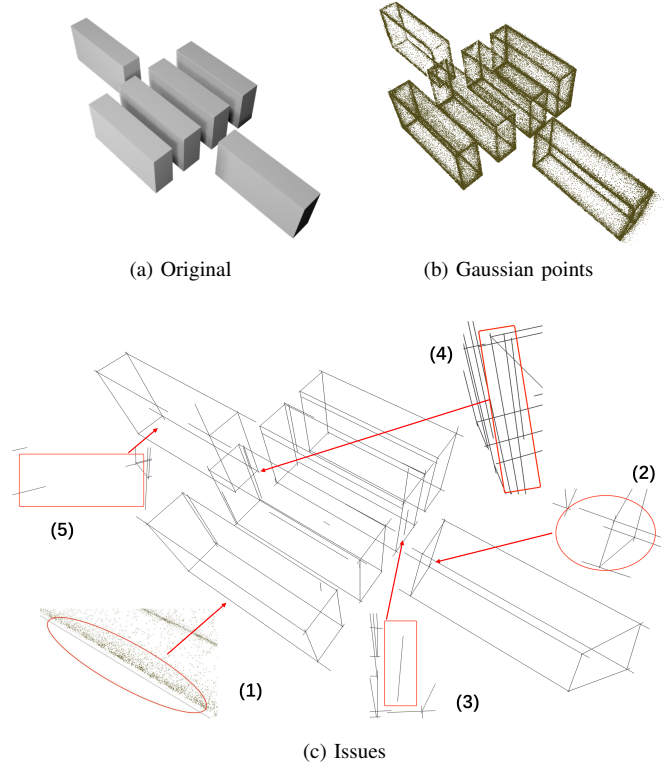 (a) Original
(b) Gaussian points
(4)
(2)
(5)
(1)
(3)
(c) Issues